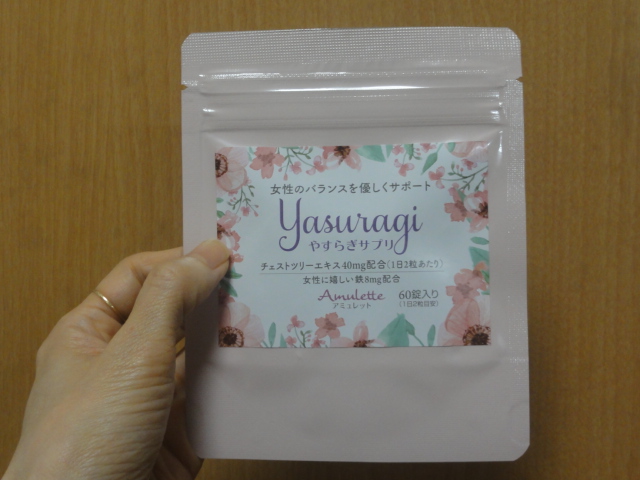 女性のバランスを優しくサポート
Yasuragi
やすらぎサプリ
チェストツリーエキス40mg配合(1日2粒あたり)
女性に嬉しい鉄8mg配合
Amulette
アミュレット
60錠入り
(1日2粒目安)